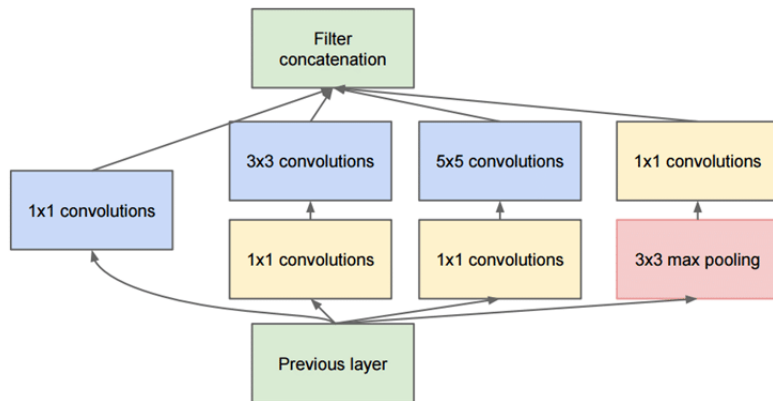 Filter
concatenation
3x3 convolutions
5x5 convolutions
1x1 convolutions
1x1 convolutions
1x1 convolutions
1x1 convolutions
3x3 max pooling
Previous layer